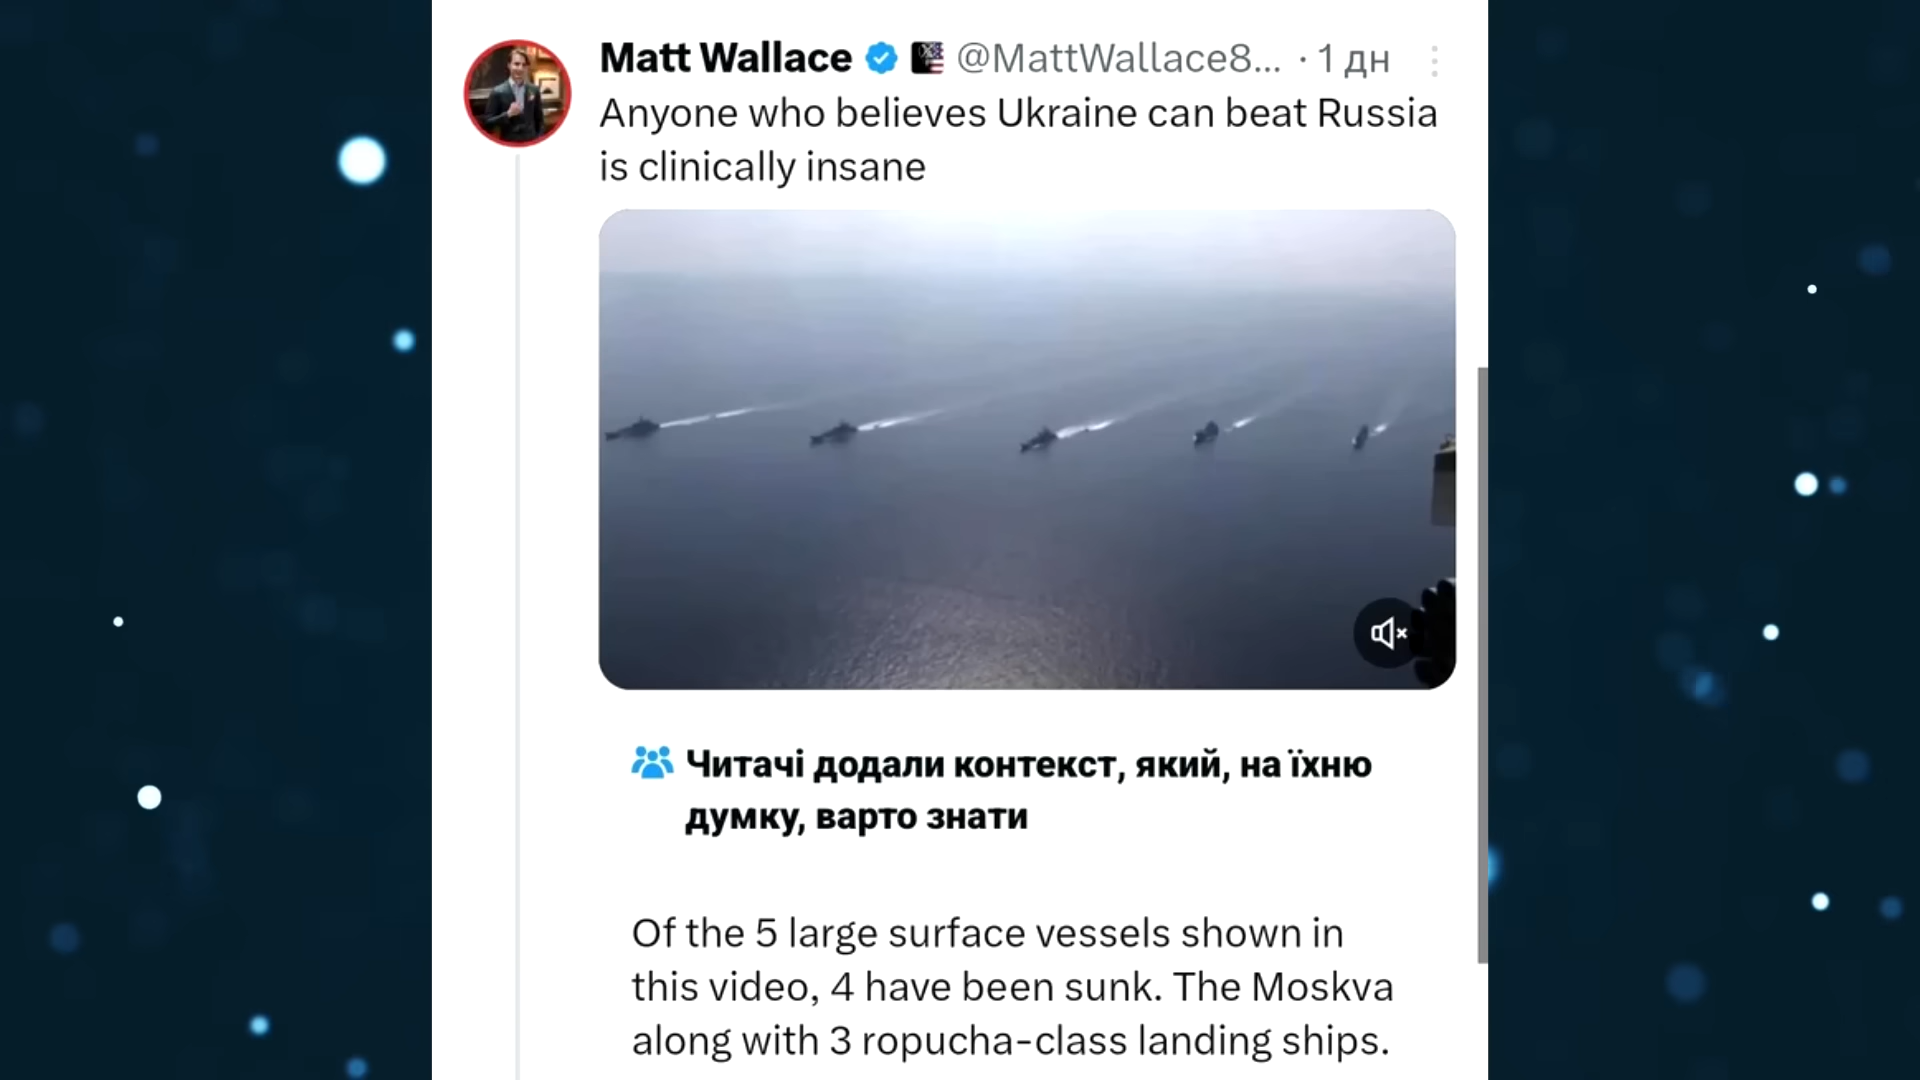 Matt Wallace @MattWallace8... · 1 дн
Anyone who believes Ukraine can beat Russia
is clinically insane
Читачі додали контекст, який, на їхню
думку, варто знати
Of the 5 large surface vessels shown in
this video, 4 have been sunk. The Moskva
along with 3 ropucha-class landing ships.